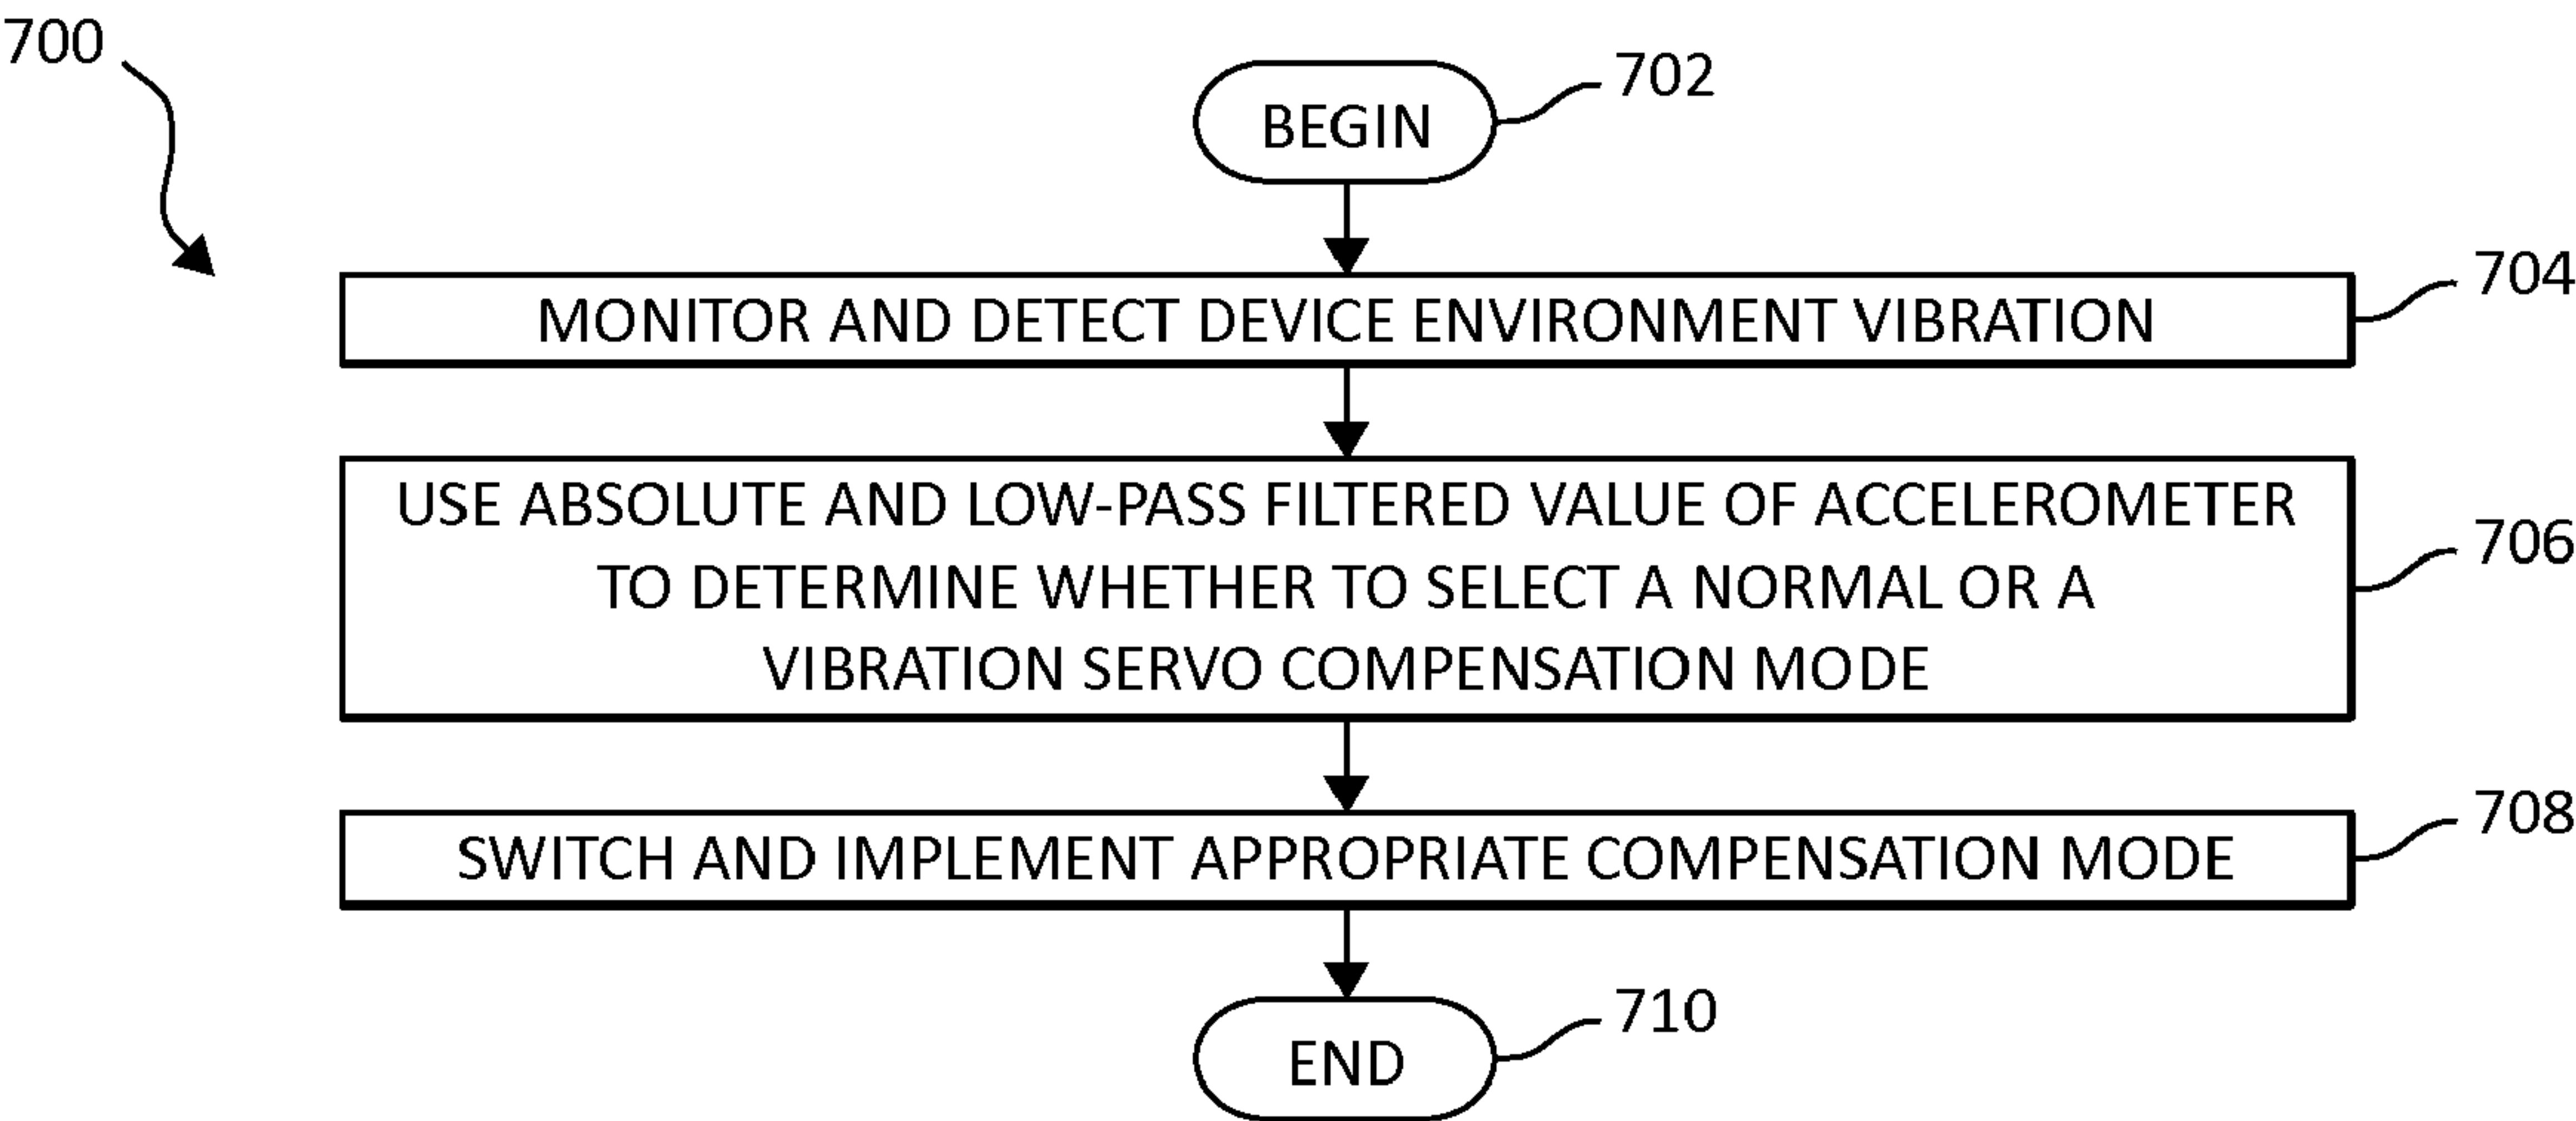 700
BEGIN
702
MONITOR AND DETECT DEVICE ENVIRONMENT VIBRATION
704
USE ABSOLUTE AND LOW-PASS FILTERED VALUE OF ACCELEROMETER
TO DETERMINE WHETHER TO SELECT A NORMAL OR A
VIBRATION SERVO COMPENSATION MODE
706
SWITCH AND IMPLEMENT APPROPRIATE COMPENSATION MODE
708
END
710